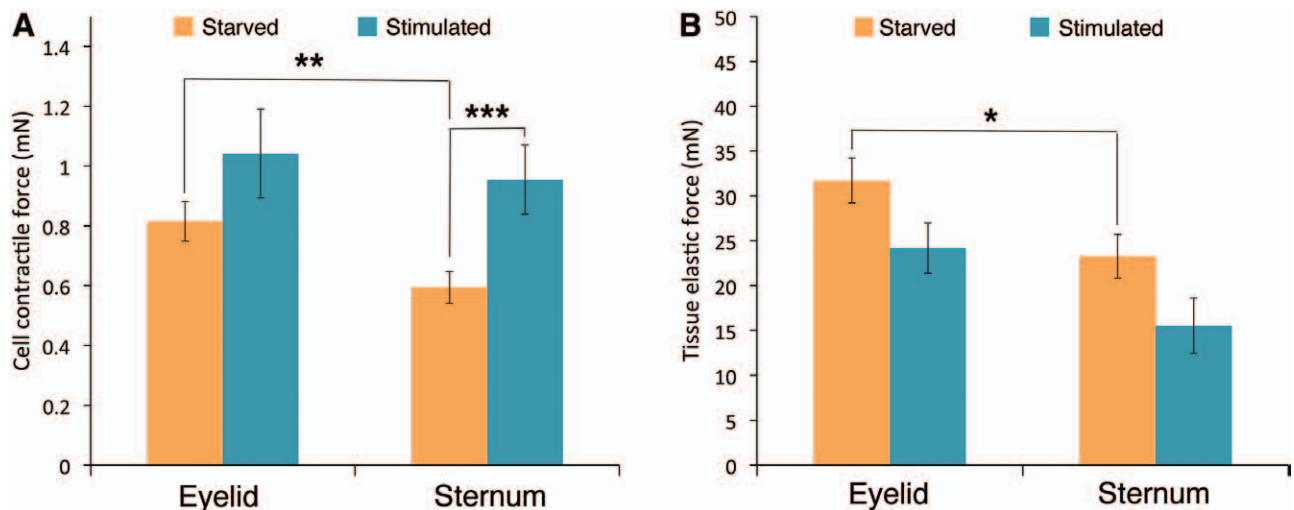 A
Starved
Stimulated
Cell contractile force (mN)
1.4
1.2
1
0.8
0.6
0.4
0.2
0
**
***
Eyelid
Sternum
B
Starved
Stimulated
Tissue elastic force (mN)
50
45
40
35
30
25
20
15
10
5
0
*
Eyelid
Sternum